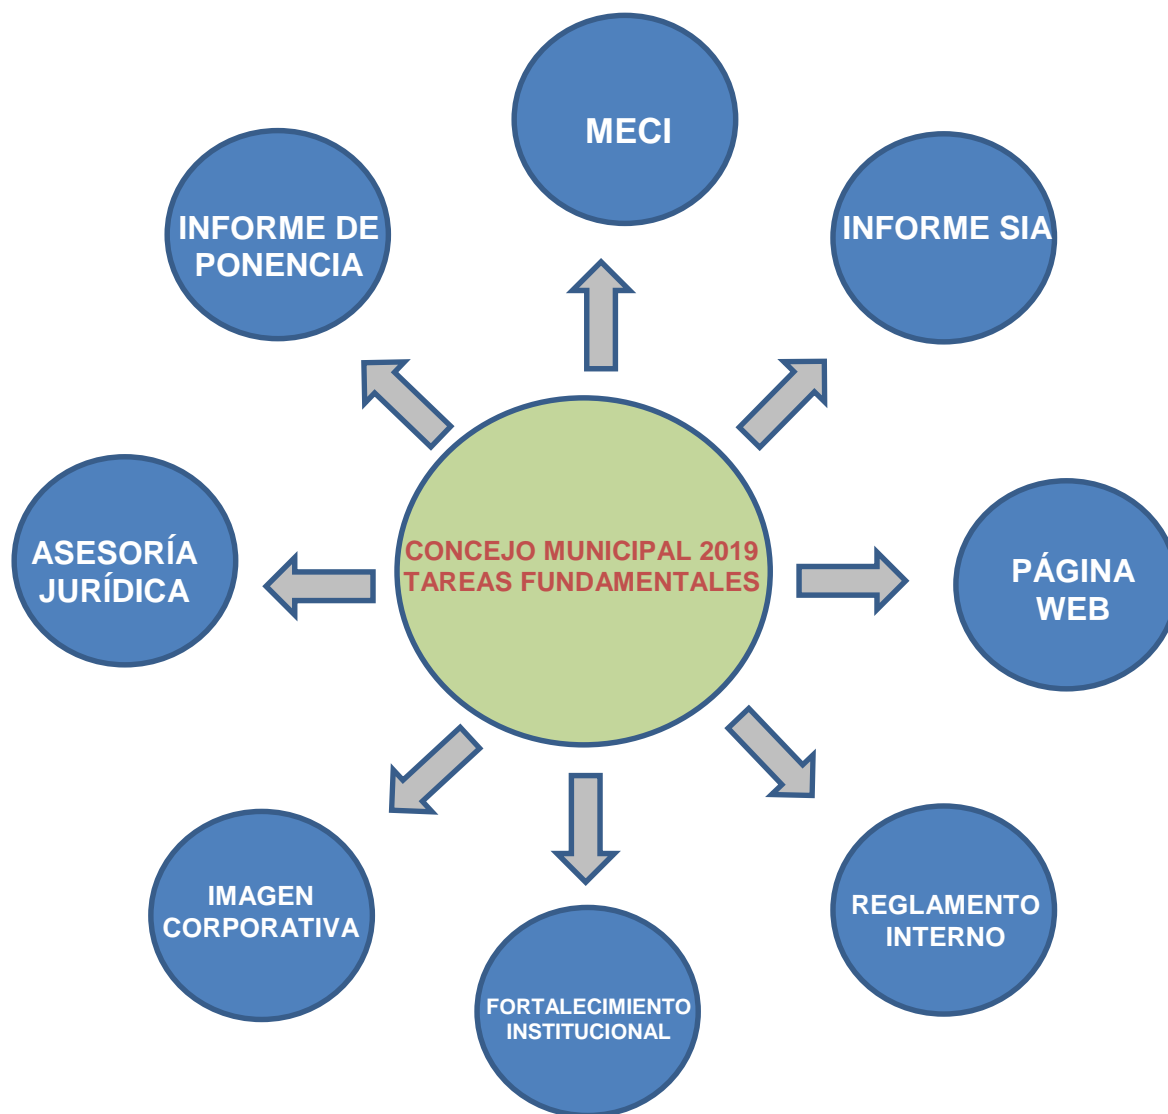 MECI
INFORME DE
PONENCIA
INFORME SIA
CONCEJO MUNICIPAL 2019
TAREAS FUNDAMENTALES
ASESORÍA
JURÍDICA
PÁGINA
WEB
IMAGEN
CORPORATIVA
REGLAMENTO
INTERNO
FORTALECIMIENTO
INSTITUCIONAL